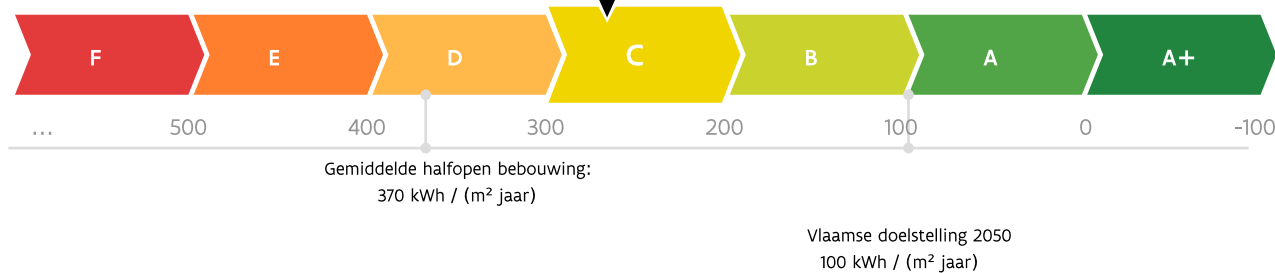 F E D C B A A+
... 500 400 300 200 100 0 -100
Gemiddelde halfopen bebouwing:
370 kWh / (m² jaar)
Vlaamse doelstelling 2050
100 kWh / (m² jaar)